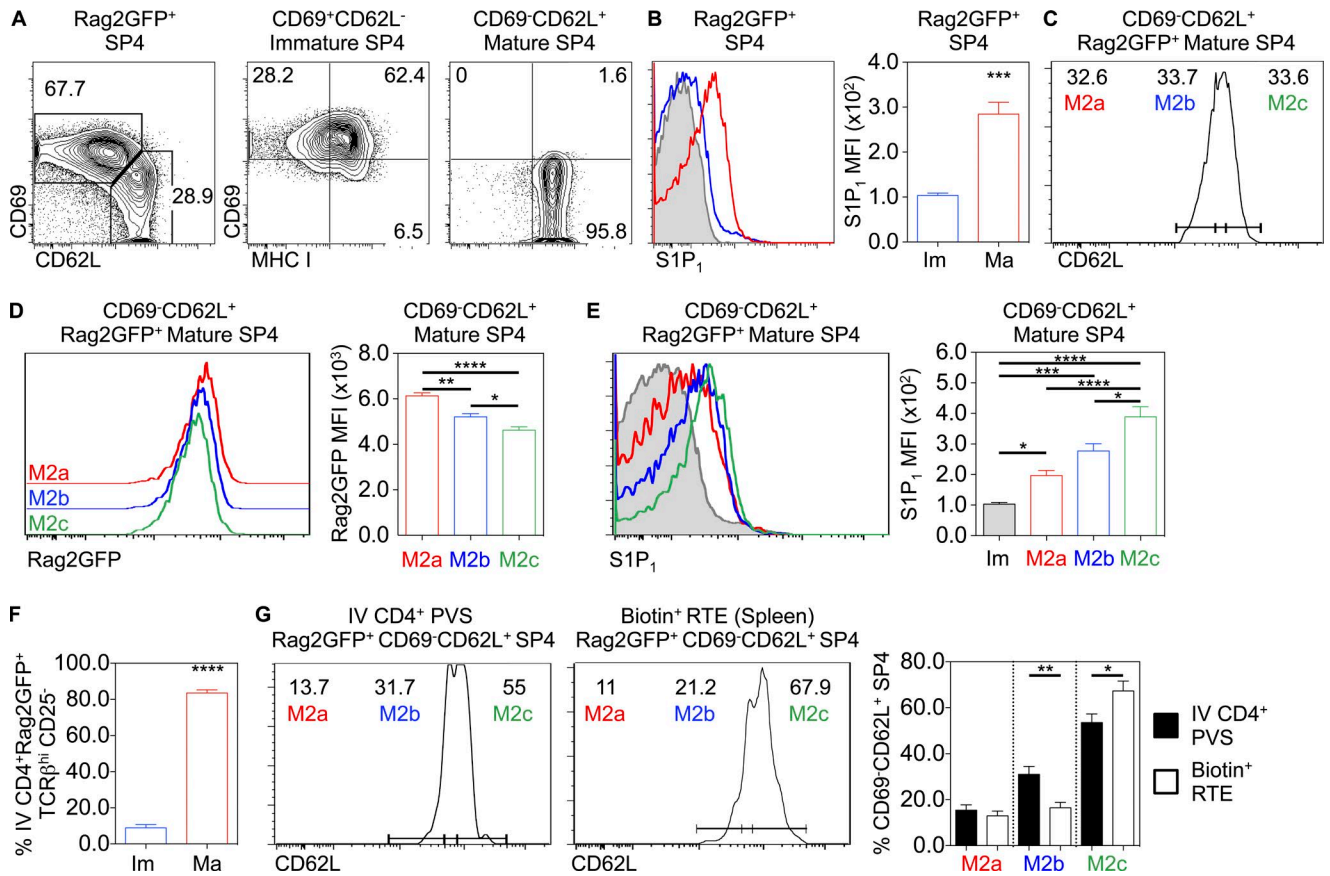 A
Rag2GFP⁺
SP4
CD69⁺CD62L⁻
Immature SP4
CD69⁻CD62L⁺
Mature SP4
67.7
28.9
CD69
CD62L
28.2
62.4
6.5
CD69
MHC I
0
1.6
95.8
B
Rag2GFP⁺
SP4
S1P₁
Rag2GFP⁺
SP4
S1P₁ MFI (x10²)
4.0
3.0
2.0
1.0
0.0
***
Im
Ma
C
CD69⁻CD62L⁺
Rag2GFP⁺ Mature SP4
32.6
33.7
33.6
M2a
M2b
M2c
CD62L
D
CD69⁻CD62L⁺
Rag2GFP⁺ Mature SP4
M2a
M2b
M2c
Rag2GFP
CD69⁻CD62L⁺
Mature SP4
Rag2GFP MFI (x10³)
8.0
6.0
4.0
2.0
0.0
****
**
*
M2a
M2b
M2c
E
CD69⁻CD62L⁺
Rag2GFP⁺ Mature SP4
S1P₁
CD69⁻CD62L⁺
Mature SP4
S1P₁ MFI (x10²)
6.0
5.0
4.0
3.0
2.0
1.0
0.0
****
***
****
*
*
Im
M2a
M2b
M2c
F
% IV CD4⁺Rag2GFP⁺
TCRβʰⁱ CD25⁻
100.0
80.0
60.0
40.0
20.0
0.0
****
Im
Ma
G
IV CD4⁺ PVS
Rag2GFP⁺ CD69⁻CD62L⁺ SP4
13.7
31.7
55
M2a
M2b
M2c
CD62L
Biotin⁺ RTE (Spleen)
Rag2GFP⁺ CD69⁻CD62L⁺ SP4
11
21.2
67.9
M2a
M2b
M2c
CD62L
% CD69⁻CD62L⁺ SP4
80.0
60.0
40.0
20.0
0.0
**
*
M2a
M2b
M2c
IV CD4⁺
PVS
Biotin⁺
RTE